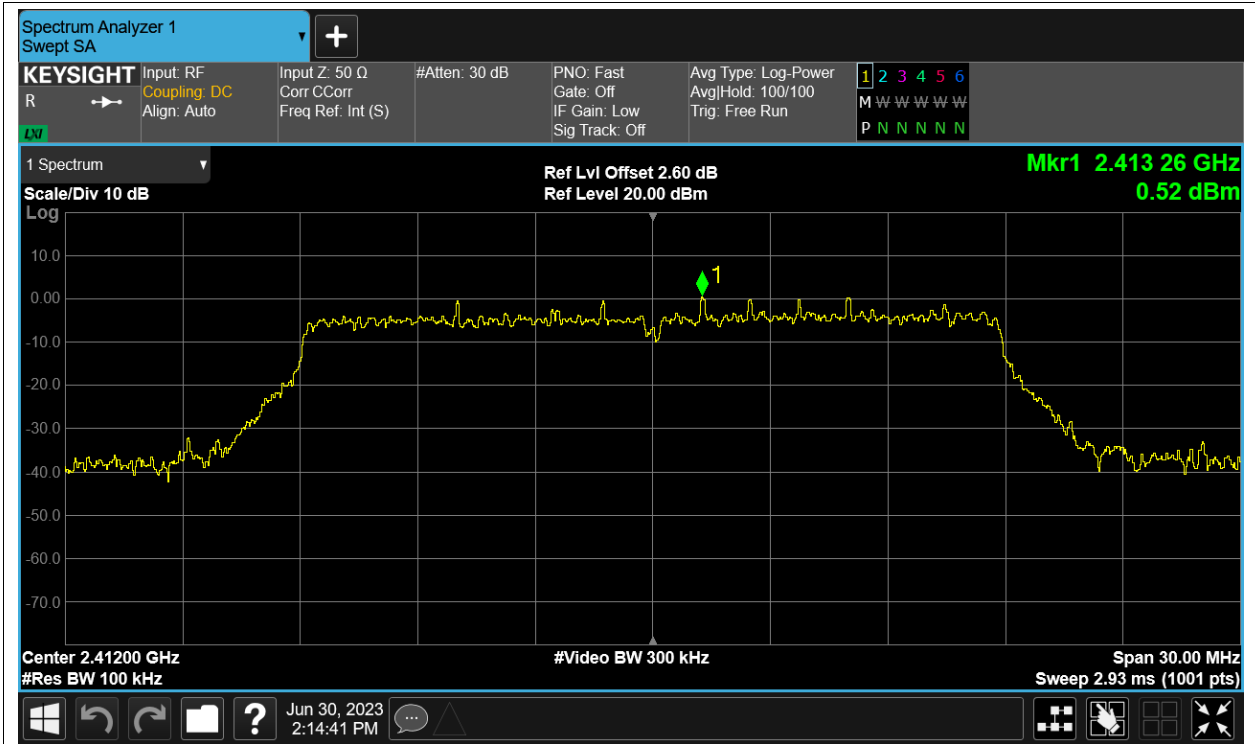 Spectrum Analyzer 1
Swept SA
KEYSIGHT
R
LXI
Input: RF
Coupling: DC
Align: Auto
Input Z: 50 Ω
Corr CCorr
Freq Ref: Int (S)
#Atten: 30 dB
PNO: Fast
Gate: Off
IF Gain: Low
Sig Track: Off
Avg Type: Log-Power
Avg|Hold: 100/100
Trig: Free Run
1 2 3 4 5 6
M W W W W W
P N N N N N
1 Spectrum
Scale/Div 10 dB
Log
Ref Lvl Offset 2.60 dB
Ref Level 20.00 dBm
Mkr1 2.413 26 GHz
0.52 dBm
1
10.0
0.00
-10.0
-20.0
-30.0
-40.0
-50.0
-60.0
-70.0
Center 2.41200 GHz
#Video BW 300 kHz
Span 30.00 MHz
#Res BW 100 kHz
Sweep 2.93 ms (1001 pts)
?
Jun 30, 2023
2:14:41 PM